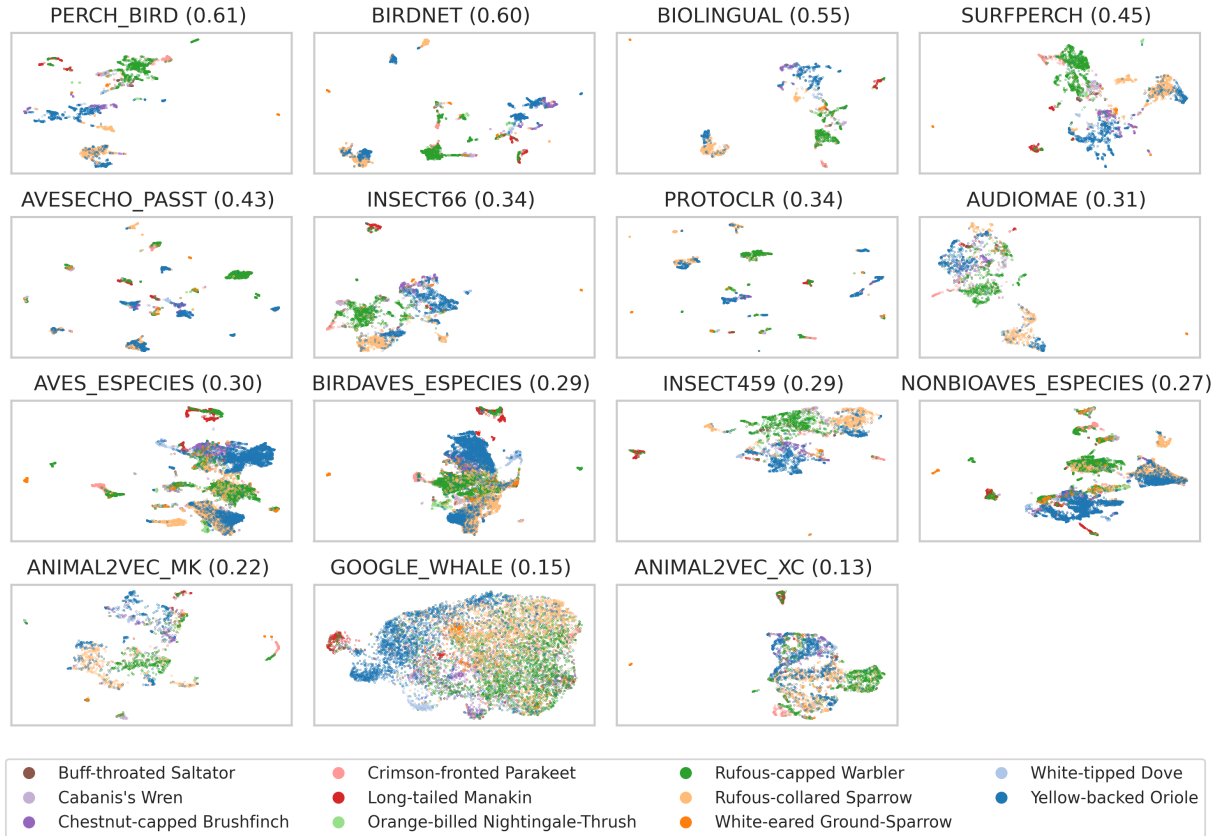 PERCH_BIRD (0.61) BIRDNET (0.60) BIOLINGUAL (0.55) SURFPERCH (0.45)
AVESECHO_PASST (0.43) INSECT66 (0.34) PROTOCLR (0.34) AUDIOMAE (0.31)
AVES_ESPECIES (0.30) BIRDAVES_ESPECIES (0.29) INSECT459 (0.29) NONBIOAVES_ESPECIES (0.27)
ANIMAL2VEC_MK (0.22) GOOGLE_WHALE (0.15) ANIMAL2VEC_XC (0.13)
Buff-throated Saltator Crimson-fronted Parakeet Rufous-capped Warbler White-tipped Dove
Cabanis's Wren Long-tailed Manakin Rufous-collared Sparrow Yellow-backed Oriole
Chestnut-capped Brushfinch Orange-billed Nightingale-Thrush White-eared Ground-Sparrow